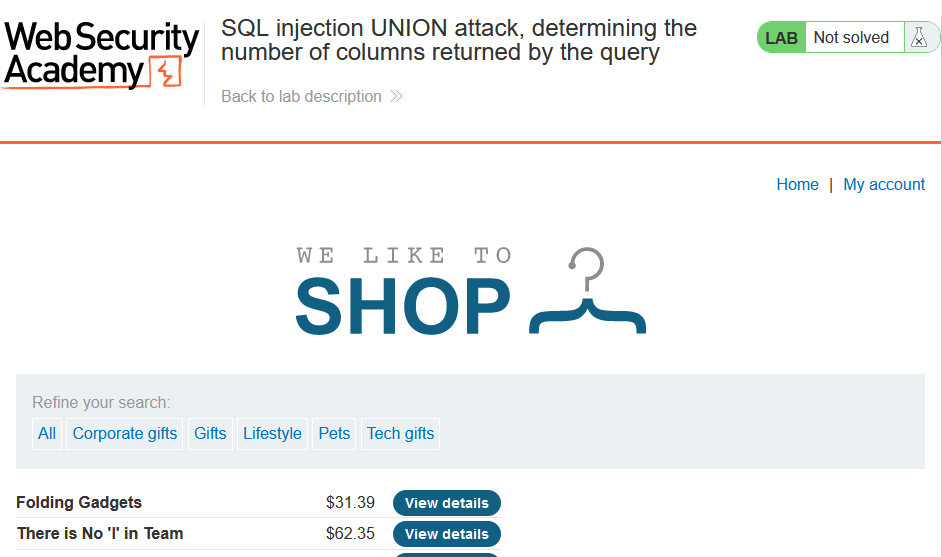 Web Security
Academy
SQL injection UNION attack, determining the
number of columns returned by the query
Back to lab description
LAB Not solved
Home | My account
WE LIKE TO
SHOP
Refine your search:
All Corporate gifts Gifts Lifestyle Pets Tech gifts
Folding Gadgets $31.39 View details
There is No 'I' in Team $62.35 View details